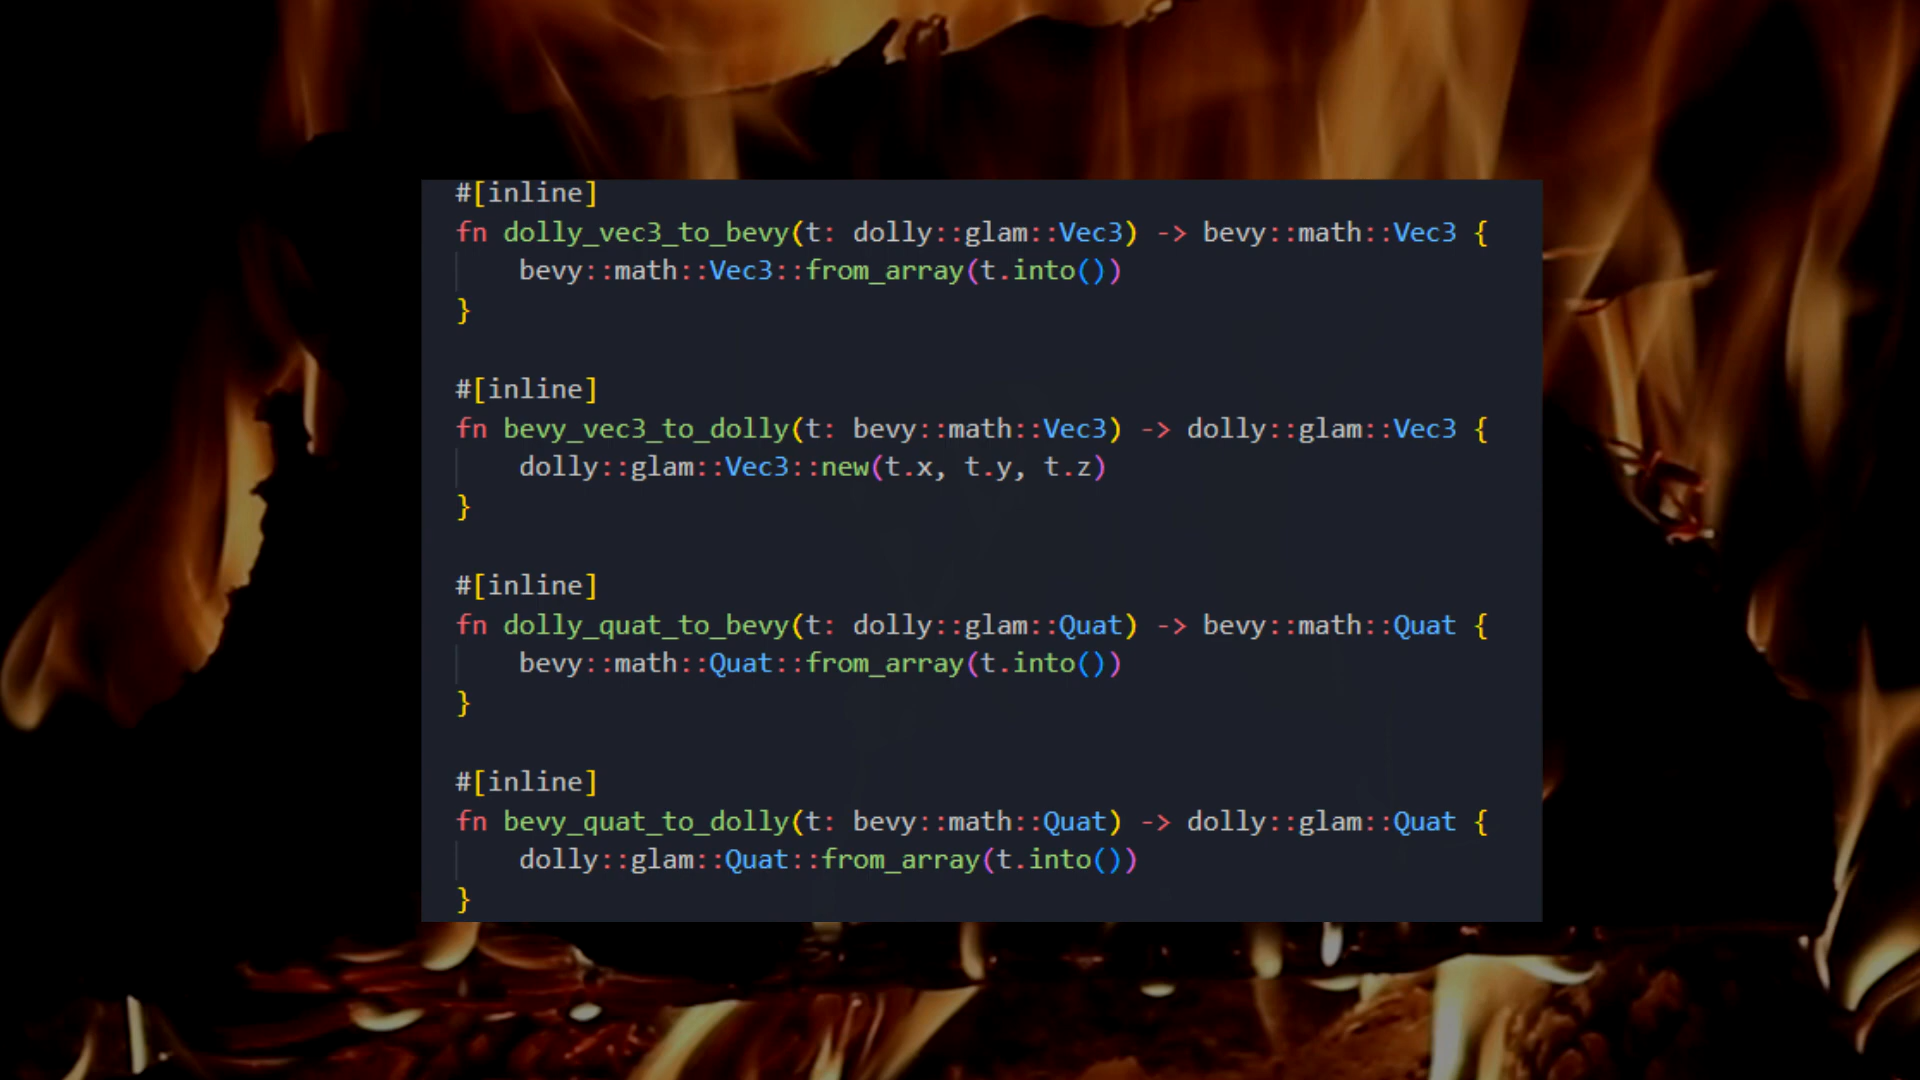 #[inline]
fn dolly_vec3_to_bevy(t: dolly::glam::Vec3) -> bevy::math::Vec3 {
    bevy::math::Vec3::from_array(t.into())
}
#[inline]
fn bevy_vec3_to_dolly(t: bevy::math::Vec3) -> dolly::glam::Vec3 {
    dolly::glam::Vec3::new(t.x, t.y, t.z)
}
#[inline]
fn dolly_quat_to_bevy(t: dolly::glam::Quat) -> bevy::math::Quat {
    bevy::math::Quat::from_array(t.into())
}
#[inline]
fn bevy_quat_to_dolly(t: bevy::math::Quat) -> dolly::glam::Quat {
    dolly::glam::Quat::from_array(t.into())
}